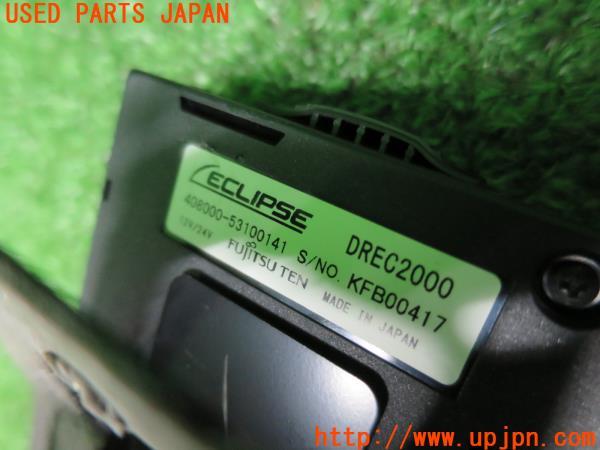 USED PARTS JAPAN
ECLIPSE
408000-53100141
DREC2000
12V/24V
S/NO. KFB00417
FUJITSU TEN
MADE IN JAPAN
http://www.upjpn.com